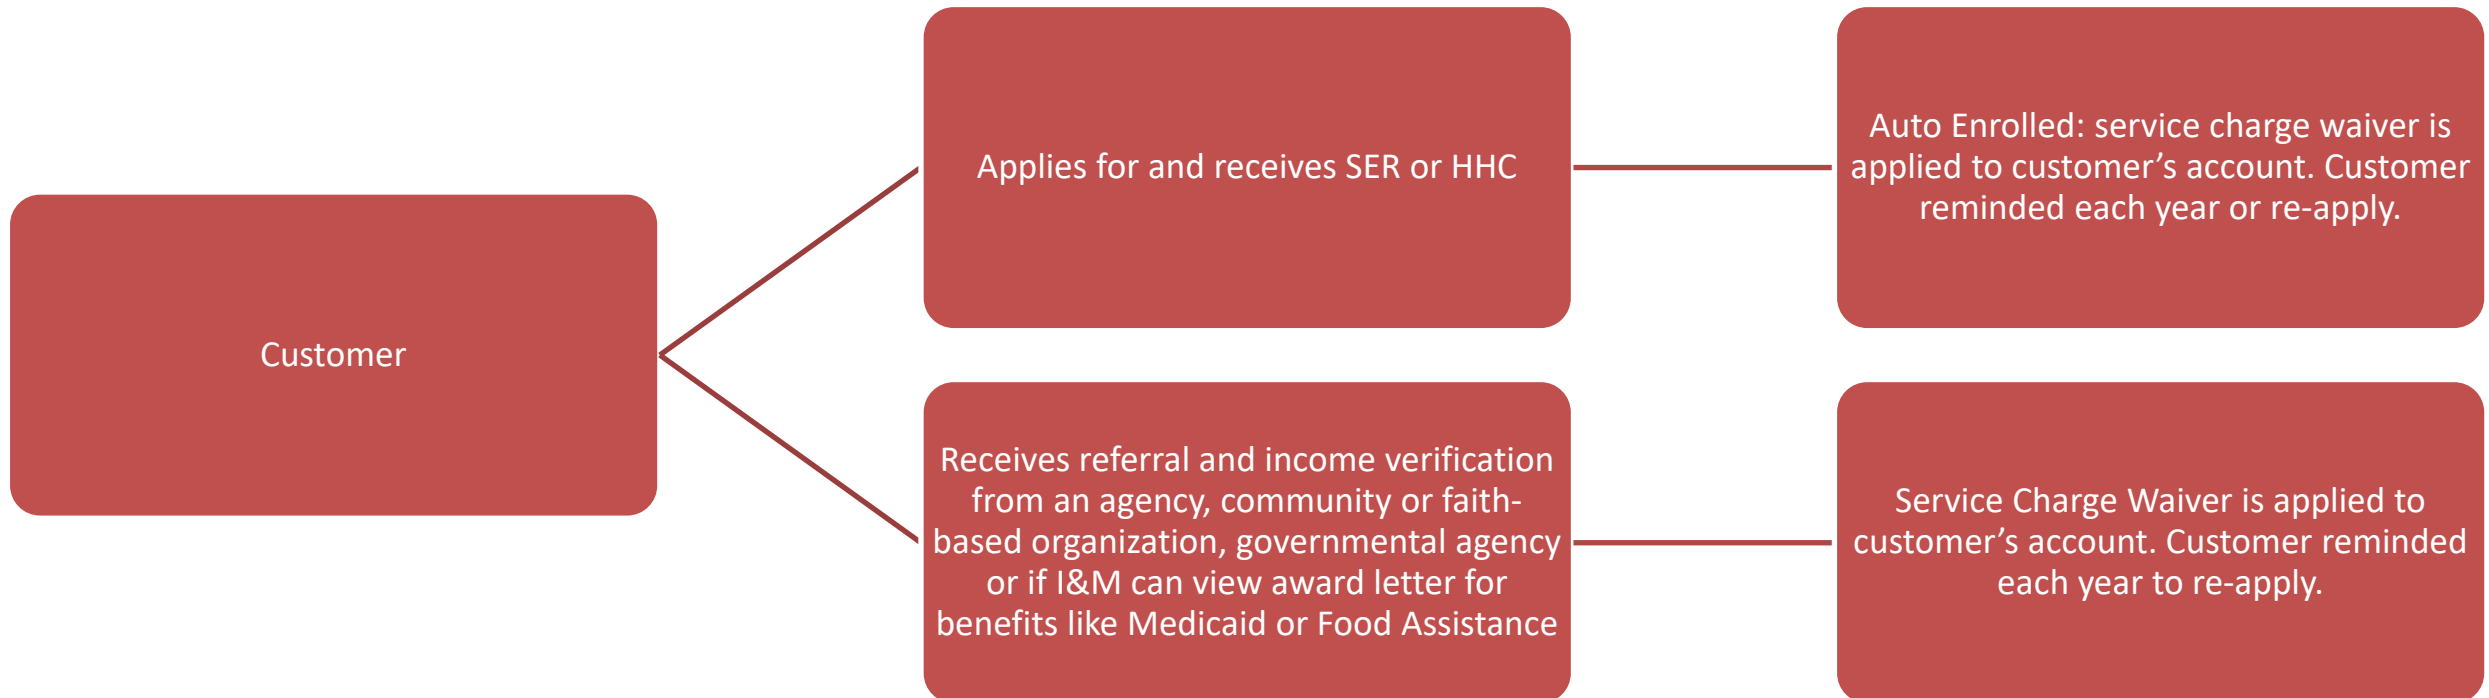 Customer
Applies for and receives SER or HHC
Auto Enrolled: service charge waiver is
applied to customer’s account. Customer
reminded each year or re-apply.
Receives referral and income verification
from an agency, community or faith-
based organization, governmental agency
or if I&M can view award letter for
benefits like Medicaid or Food Assistance
Service Charge Waiver is applied to
customer’s account. Customer reminded
each year to re-apply.